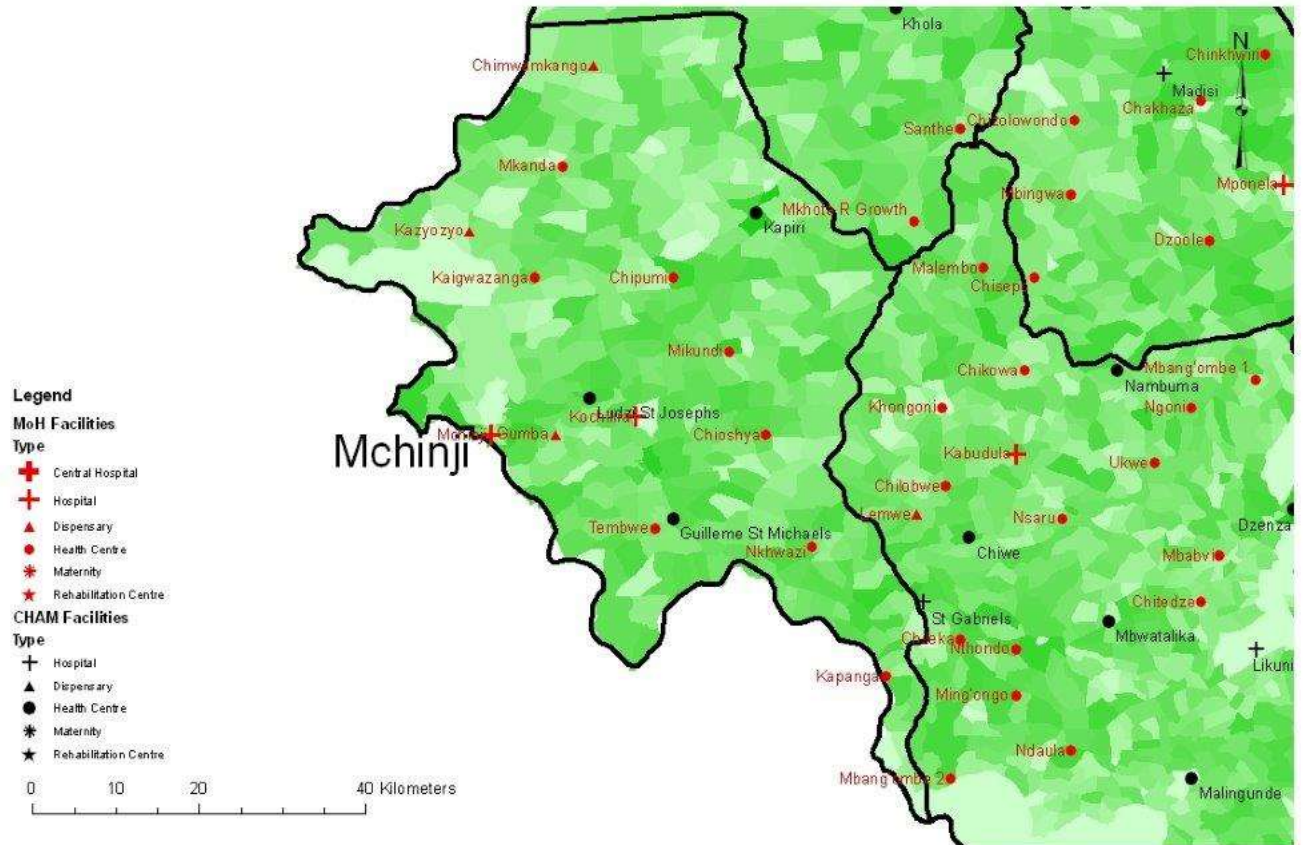 Khola
N
Chinkhwiri
Chimwamkango
Madisi
Chakhaza
Santhe
Chizolowondo
Mkanda
Mponela
Mbingwa
Mkhota R Growth
Kapiri
Kazyozyo
Dzoole
Malembo
Kaigwazanga
Chipumi
Chisepo
Mikundi
Chikowa
Mbang'ombe 1
Nambuma
Khongoni
Ngoni
Ludzi St Josephs
Gumba
Chioshya
Mchinji
Kabudula
Ukwe
Chilobwe
Lemwe
Nsaru
Dzenza
Tembwe
Guilleme St Michaels
Nkhwazi
Chiwe
Mbabvi
Chitedze
St Gabriels
Mbwatalika
Nthondo
Likuni
Kapanga
Ming'ongo
Ndaula
Mbang'ombe 2
Malingunde
Legend
MoH Facilities
Type
Central Hospital
Hospital
Dispensary
Health Centre
Maternity
Rehabilitation Centre
CHAM Facilities
Type
Hospital
Dispensary
Health Centre
Maternity
Rehabilitation Centre
0 10 20 40 Kilometers